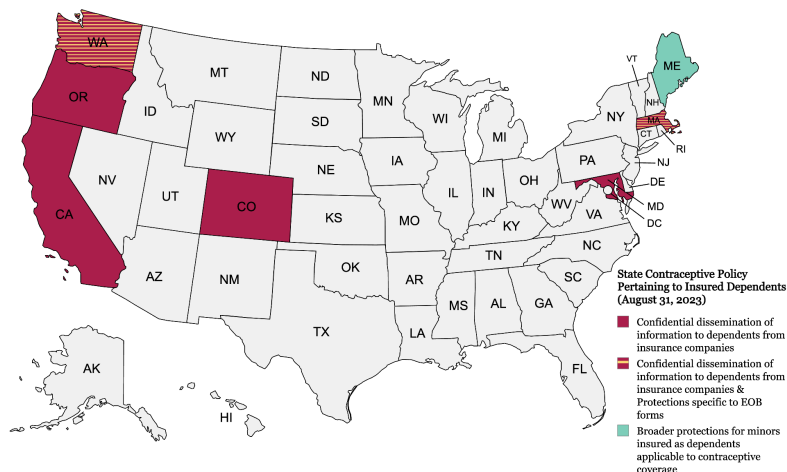 WA
OR
CA
NV
ID
MT
WY
UT
AZ
NM
CO
ND
SD
NE
KS
OK
TX
MN
IA
MO
AR
LA
WI
IL
MI
IN
OH
KY
TN
MS
AL
GA
FL
SC
NC
VA
WV
PA
NY
VT
NH
ME
MA
CT
RI
NJ
DE
MD
DC
AK
HI
State Contraceptive Policy
Pertaining to Insured Dependents
(August 31, 2023)
Confidential dissemination of
information to dependents from
insurance companies
Confidential dissemination of
information to dependents from
insurance companies &
Protections specific to EOB
forms
Broader protections for minors
insured as dependents
applicable to contraceptive
coverage